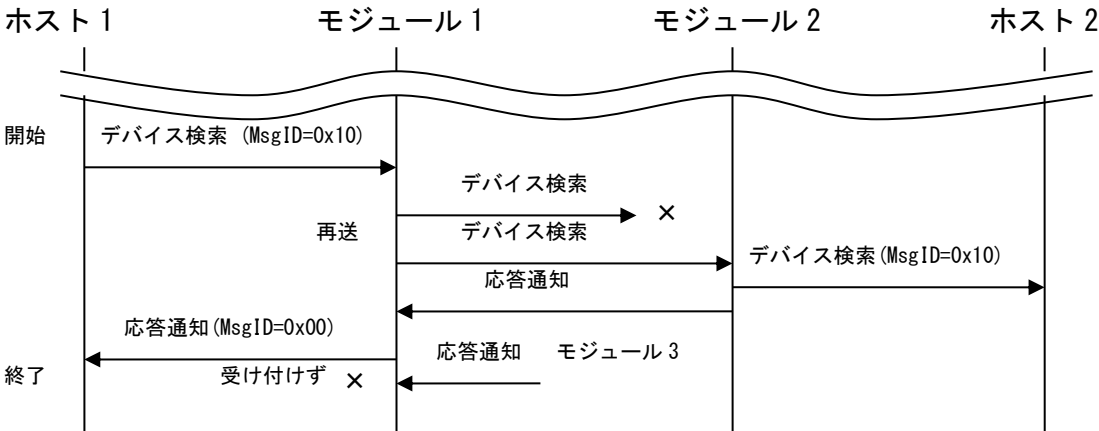 ホスト1 モジュール1 モジュール2 ホスト2
開始 デバイス検索 (MsgID=0x10)
デバイス検索
×
再送 デバイス検索
デバイス検索(MsgID=0x10)
応答通知
応答通知(MsgID=0x00)
応答通知 モジュール3
終了 受け付けず ×